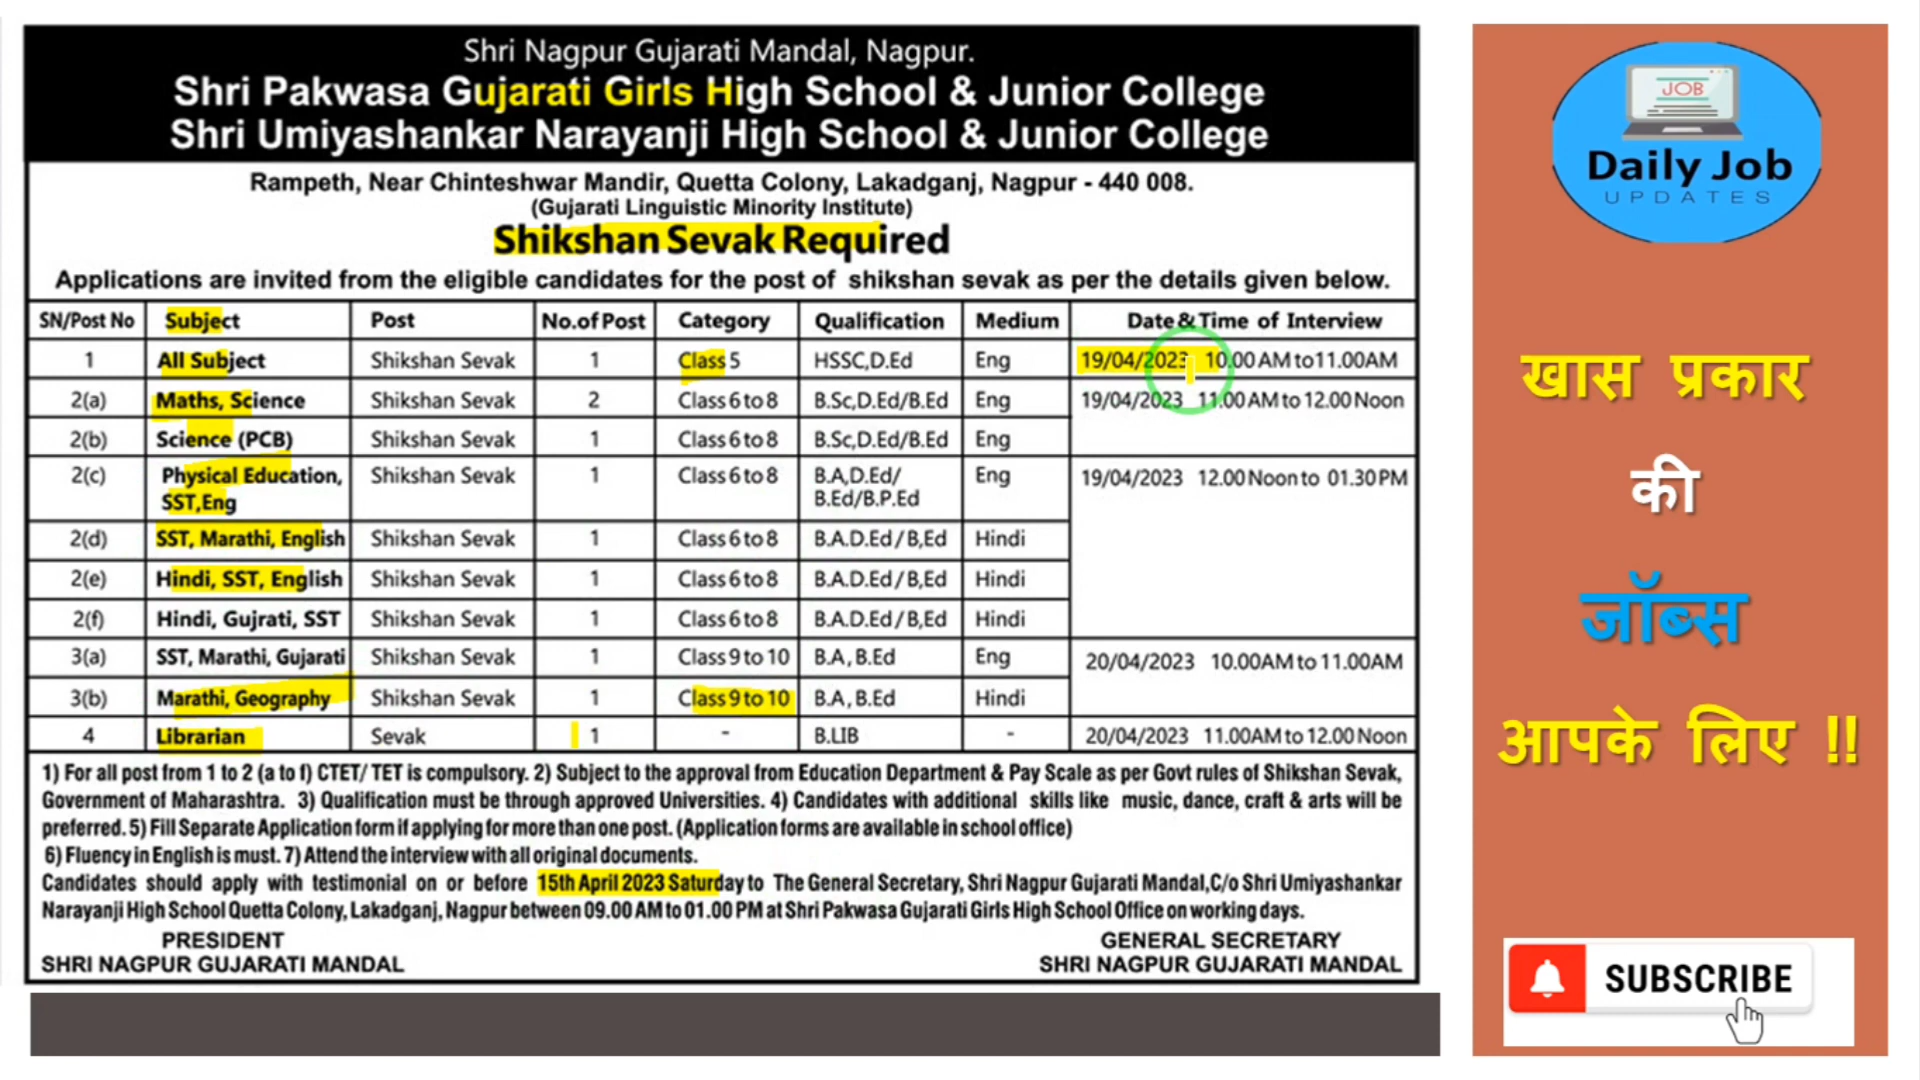 Shri Nagpur Gujarati Mandal, Nagpur.
Shri Pakwasa Gujarati Girls High School & Junior College
Shri Umiyashankar Narayanji High School & Junior College
Rampeth, Near Chinteshwar Mandir, Quetta Colony, Lakadganj, Nagpur - 440 008.
(Gujarati Linguistic Minority Institute)
Shikshan Sevak Required
Applications are invited from the eligible candidates for the post of shikshan sevak as per the details given below.
SN/Post No Subject Post No.of Post Category Qualification Medium Date & Time of Interview
1 All Subject Shikshan Sevak 1 Class 5 HSSC,D.Ed Eng 19/04/2023 10.00 AM to 11.00AM
2(a) Maths, Science Shikshan Sevak 2 Class 6 to 8 B.Sc,D.Ed/B.Ed Eng 19/04/2023 11.00 AM to 12.00 Noon
2(b) Science (PCB) Shikshan Sevak 1 Class 6 to 8 B.Sc,D.Ed/B.Ed Eng
2(c) Physical Education, Shikshan Sevak 1 Class 6 to 8 B.A,D.Ed/ Eng 19/04/2023 12.00 Noon to 01.30 PM
SST,Eng B.Ed/B.P.Ed
2(d) SST, Marathi, English Shikshan Sevak 1 Class 6 to 8 B.A.D.Ed / B,Ed Hindi
2(e) Hindi, SST, English Shikshan Sevak 1 Class 6 to 8 B.A.D.Ed / B,Ed Hindi
2(f) Hindi, Gujrati, SST Shikshan Sevak 1 Class 6 to 8 B.A.D.Ed / B,Ed Hindi
3(a) SST, Marathi, Gujarati Shikshan Sevak 1 Class 9 to 10 B.A, B.Ed Eng 20/04/2023 10.00AM to 11.00AM
3(b) Marathi, Geography Shikshan Sevak 1 Class 9 to 10 B.A, B.Ed Hindi
4 Librarian Sevak 1 - B.LIB - 20/04/2023 11.00AM to 12.00 Noon
1) For all post from 1 to 2 (a to f) CTET/ TET is compulsory. 2) Subject to the approval from Education Department & Pay Scale as per Govt rules of Shikshan Sevak,
Government of Maharashtra. 3) Qualification must be through approved Universities. 4) Candidates with additional skills like music, dance, craft & arts will be
preferred. 5) Fill Separate Application form if applying for more than one post. (Application forms are available in school office)
6) Fluency in English is must. 7) Attend the interview with all original documents.
Candidates should apply with testimonial on or before 15th April 2023 Saturday to The General Secretary, Shri Nagpur Gujarati Mandal,C/o Shri Umiyashankar
Narayanji High School Quetta Colony, Lakadganj, Nagpur between 09.00 AM to 01.00 PM at Shri Pakwasa Gujarati Girls High School Office on working days.
PRESIDENT GENERAL SECRETARY
SHRI NAGPUR GUJARATI MANDAL SHRI NAGPUR GUJARATI MANDAL
JOB
Daily Job
UPDATES
खास प्रकार
की
जॉब्स
आपके लिए !!
SUBSCRIBE